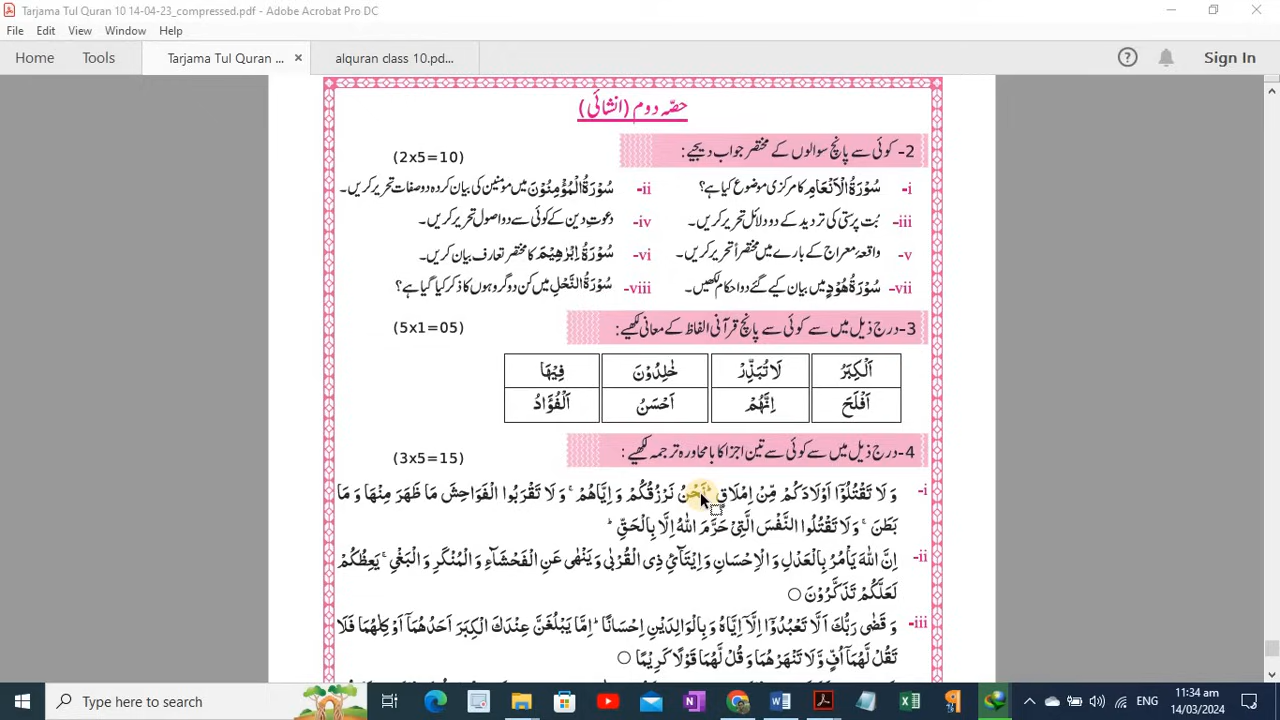 Tarjama Tul Quran 10 14-04-23_compressed.pdf - Adobe Acrobat Pro DC
File Edit View Window Help
Home Tools Tarjama Tul Quran ... × alquran class 10.pd... Sign In
حصّہ دوم (انشائی)
2- کوئی سے پانچ سوالوں کے مختصر جواب دیجیے: (2x5=10)
i- سُوْرَۃُ الْاَنْعَامِ کا مرکزی موضوع کیا ہے؟ ii- سُوْرَۃُ الْمُؤْمِنُوْنَ میں مومنین کی بیان کردہ دو صفات تحریر کریں۔
iii- بُت پرستی کی تردید کے دو دلائل تحریر کریں۔ iv- دعوتِ دین کے کوئی سے دو اصول تحریر کریں۔
v- واقعۂ معراج کے بارے میں مختصراً تحریر کریں۔ vi- سُوْرَۃُ اِبْرٰھِیْمَ کا مختصر تعارف بیان کریں۔
vii- سُوْرَۃُ ھُوْدٍ میں بیان کیے گئے دو احکام لکھیں۔ viii- سُوْرَۃُ النَّحْلِ میں کن دو گروہوں کا ذکر کیا گیا ہے؟
3- درج ذیل میں سے کوئی سے پانچ قرآنی الفاظ کے معانی لکھیے: (5x1=05)
اَلْکِبَرُ لَا تُبَذِّرْ خٰلِدُوْنَ فِیْھَا
اَفْلَحَ اِنَّھُمْ اَحْسَنُ اَلْفُؤَادُ
4- درج ذیل میں سے کوئی سے تین اجزا کا بامحاورہ ترجمہ لکھیے: (3x5=15)
i- وَ لَا تَقْتُلُوْۤا اَوْلَادَكُمْ مِّنْ اِمْلَاقٍ ؕ نَحْنُ نَرْزُقُكُمْ وَ اِیَّاهُمْ ۚ وَ لَا تَقْرَبُوا الْفَوَاحِشَ مَا ظَهَرَ مِنْهَا وَ مَا
بَطَنَ ۚ وَ لَا تَقْتُلُوا النَّفْسَ الَّتِیْ حَرَّمَ اللّٰهُ اِلَّا بِالْحَقِّ ؕ
ii- اِنَّ اللّٰهَ یَاْمُرُ بِالْعَدْلِ وَ الْاِحْسَانِ وَ اِیْتَآئِ ذِی الْقُرْبٰی وَ یَنْهٰی عَنِ الْفَحْشَآءِ وَ الْمُنْكَرِ وَ الْبَغْیِ ۚ یَعِظُكُمْ
لَعَلَّكُمْ تَذَكَّرُوْنَ ○
iii- وَ قَضٰی رَبُّكَ اَلَّا تَعْبُدُوْۤا اِلَّاۤ اِیَّاهُ وَ بِالْوَالِدَیْنِ اِحْسَانًا ؕ اِمَّا یَبْلُغَنَّ عِنْدَكَ الْكِبَرَ اَحَدُهُمَاۤ اَوْ كِلٰهُمَا فَلَا
تَقُلْ لَّهُمَاۤ اُفٍّ وَّ لَا تَنْهَرْهُمَا وَ قُلْ لَّهُمَا قَوْلًا كَرِیْمًا ○
Type here to search ENG 11:34 am
14/03/2024